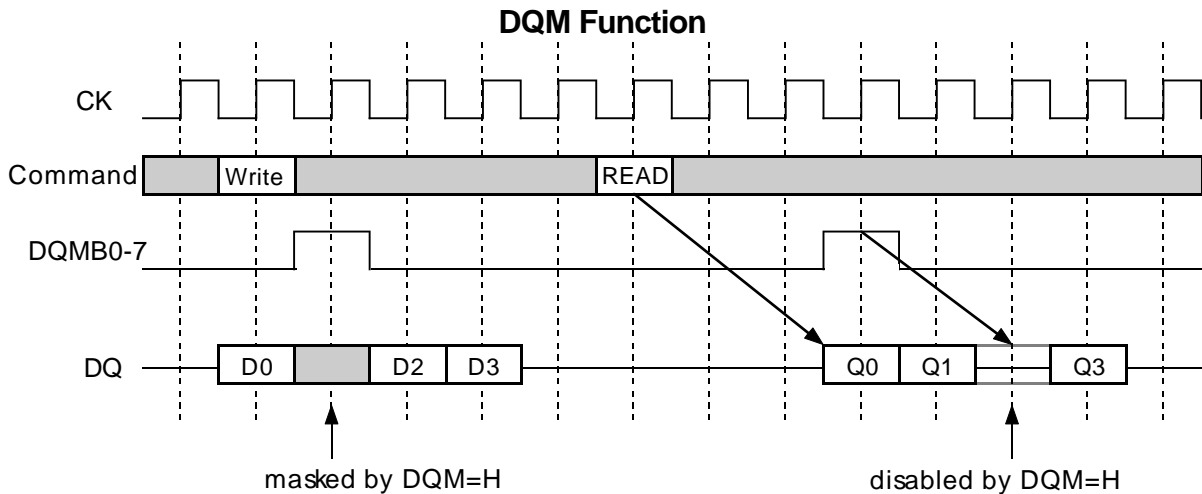 DQM Function
CK
Command Write READ
DQMB0-7
DQ D0 D2 D3 Q0 Q1 Q3
masked by DQM=H disabled by DQM=H